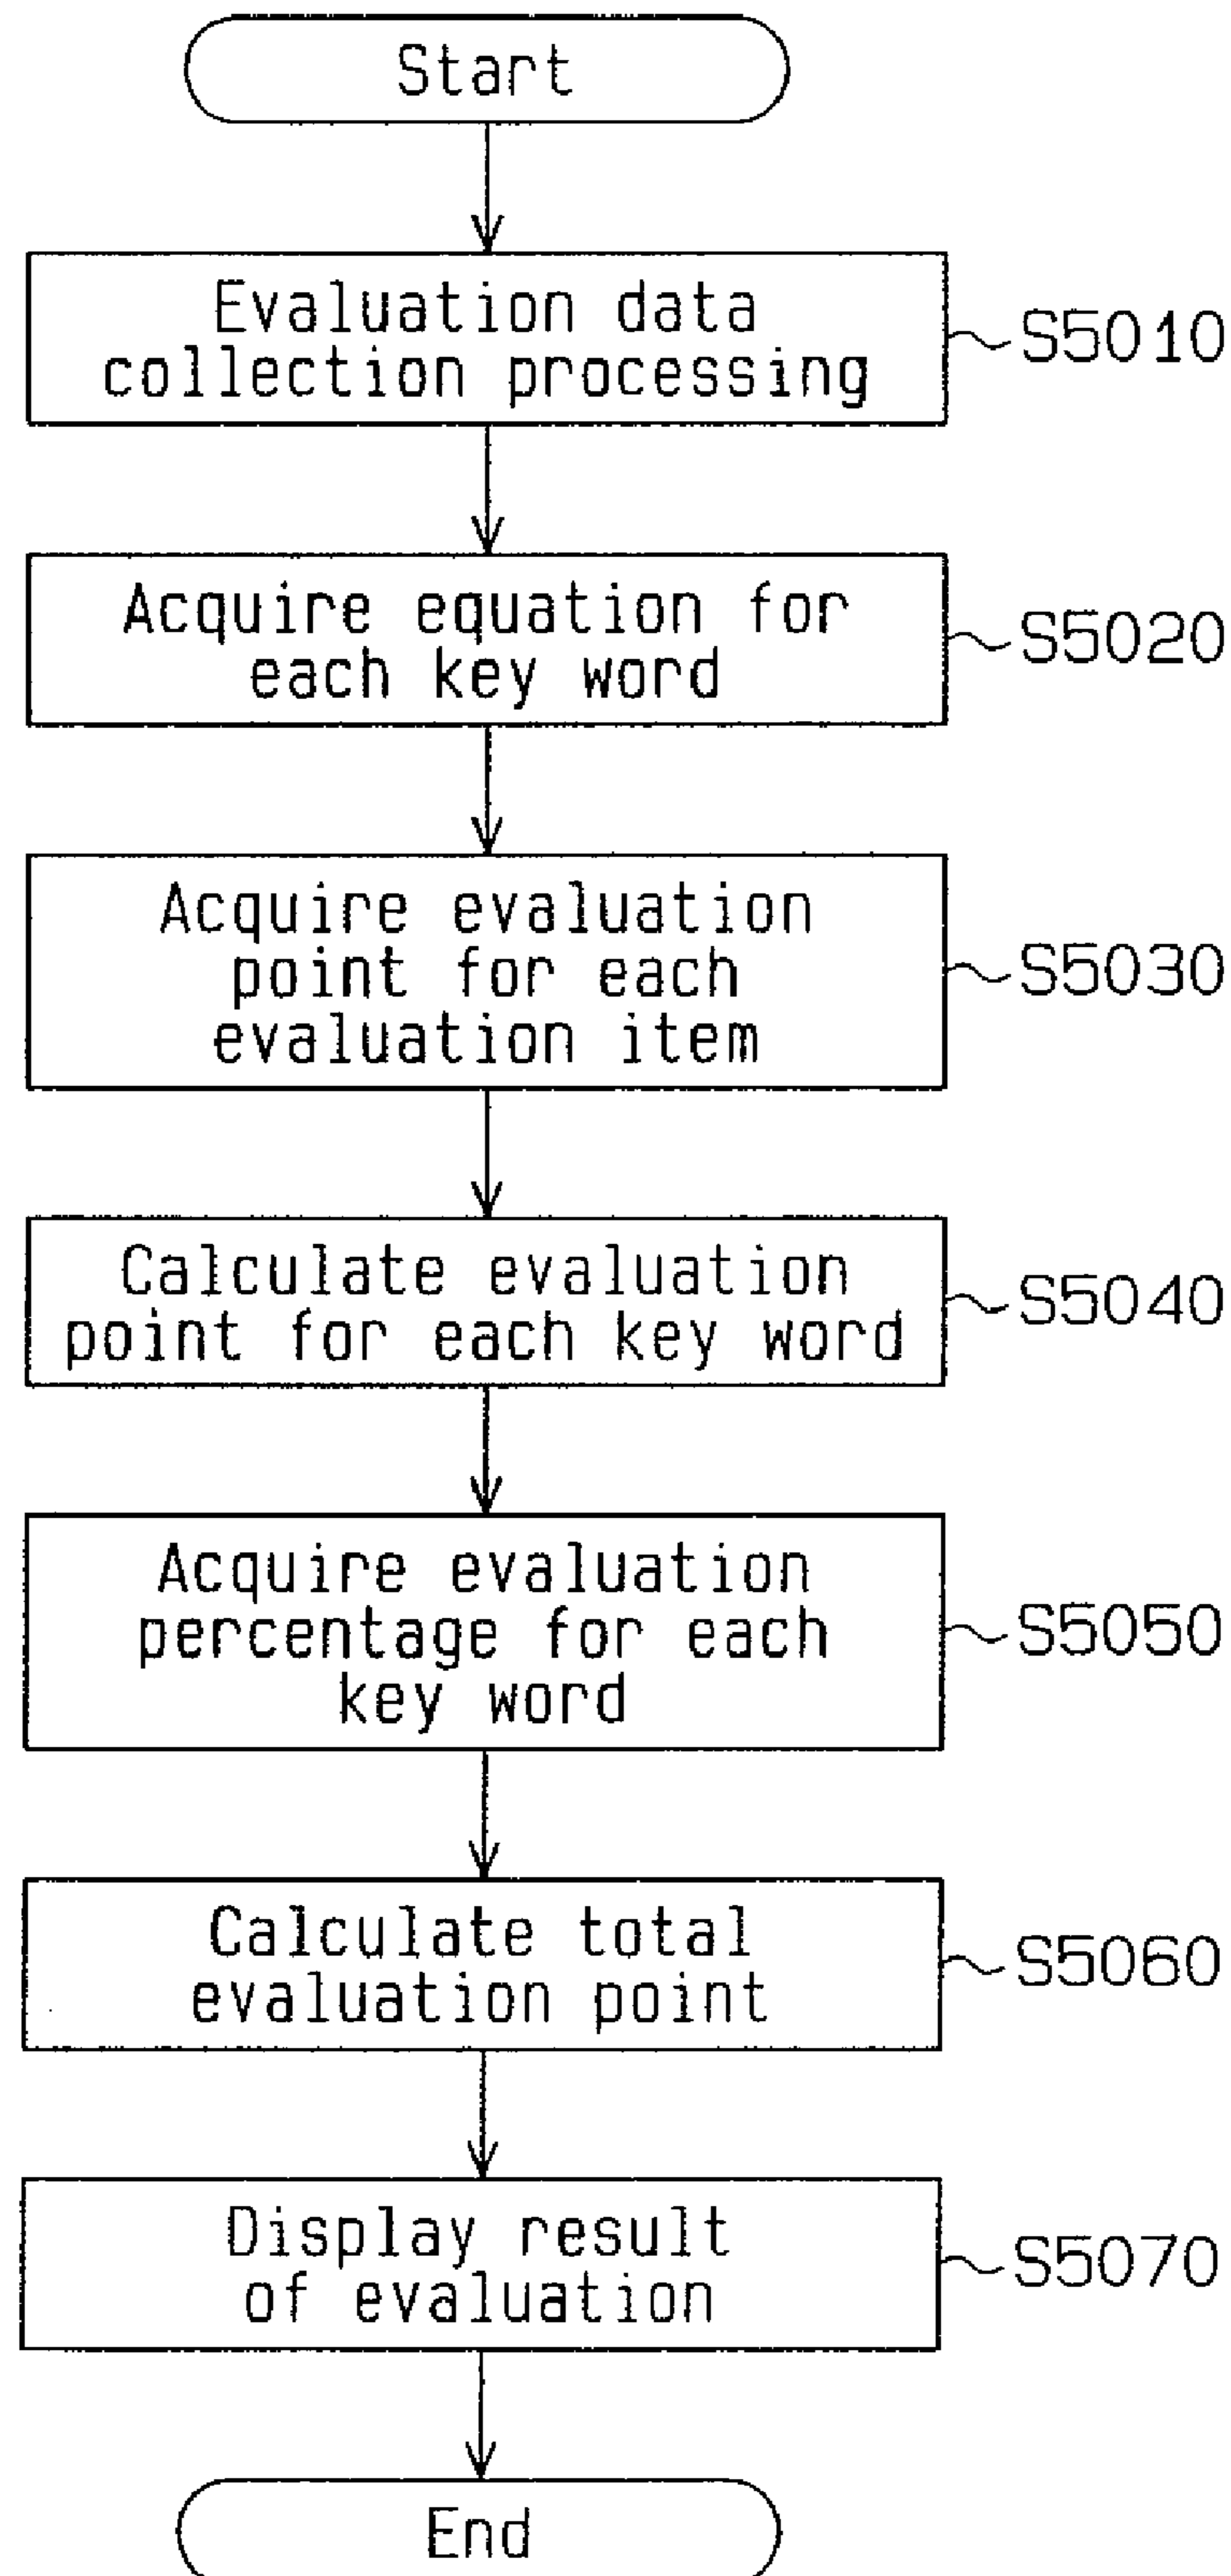 Start
Evaluation data
collection processing
S5010
Acquire equation for
each key word
S5020
Acquire evaluation
point for each
evaluation item
S5030
Calculate evaluation
point for each key word
S5040
Acquire evaluation
percentage for each
key word
S5050
Calculate total
evaluation point
S5060
Display result
of evaluation
S5070
End